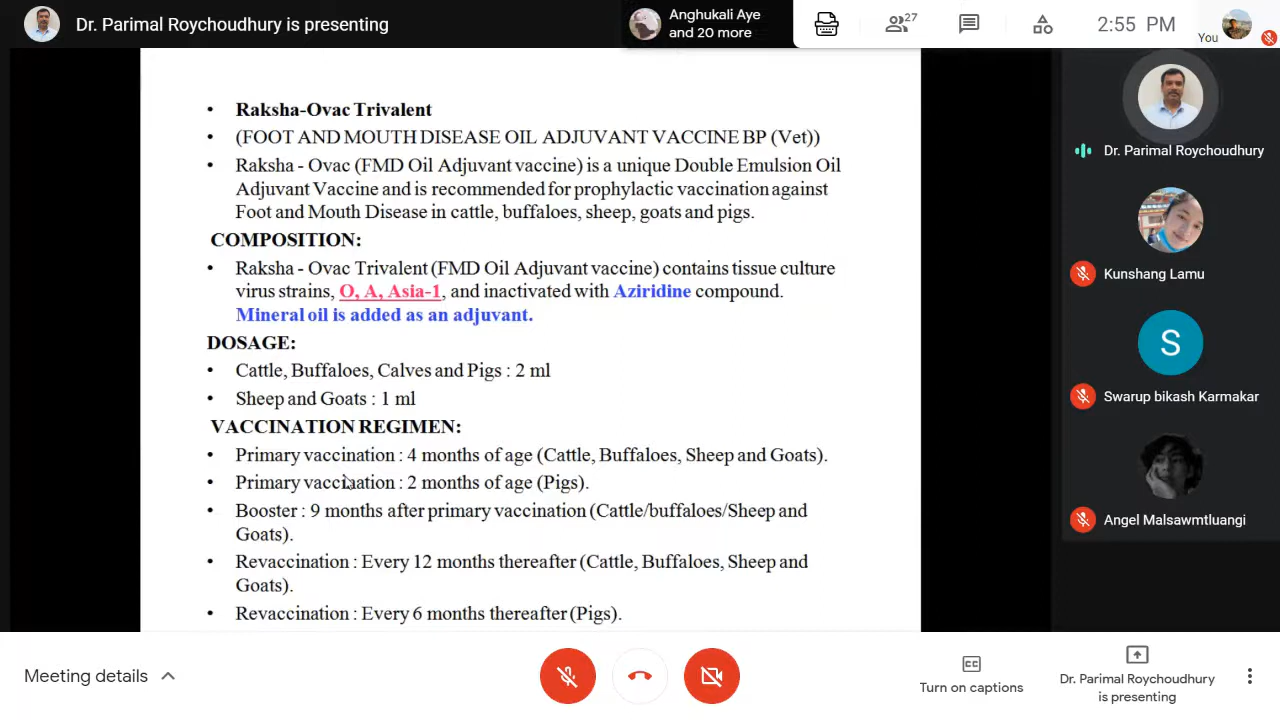 Dr. Parimal Roychoudhury is presenting
Anghukali Aye
and 20 more
27
2:55 PM
You
• Raksha-Ovac Trivalent
• (FOOT AND MOUTH DISEASE OIL ADJUVANT VACCINE BP (Vet))
• Raksha - Ovac (FMD Oil Adjuvant vaccine) is a unique Double Emulsion Oil
Adjuvant Vaccine and is recommended for prophylactic vaccination against
Foot and Mouth Disease in cattle, buffaloes, sheep, goats and pigs.
COMPOSITION:
• Raksha - Ovac Trivalent (FMD Oil Adjuvant vaccine) contains tissue culture
virus strains, O, A, Asia-1, and inactivated with Aziridine compound.
Mineral oil is added as an adjuvant.
DOSAGE:
• Cattle, Buffaloes, Calves and Pigs : 2 ml
• Sheep and Goats : 1 ml
VACCINATION REGIMEN:
• Primary vaccination : 4 months of age (Cattle, Buffaloes, Sheep and Goats).
• Primary vaccination : 2 months of age (Pigs).
• Booster : 9 months after primary vaccination (Cattle/buffaloes/Sheep and
Goats).
• Revaccination : Every 12 months thereafter (Cattle, Buffaloes, Sheep and
Goats).
• Revaccination : Every 6 months thereafter (Pigs).
Dr. Parimal Roychoudhury
Kunshang Lamu
S
Swarup bikash Karmakar
Angel Malsawmtluangi
Meeting details
CC
Turn on captions
Dr. Parimal Roychoudhury
is presenting